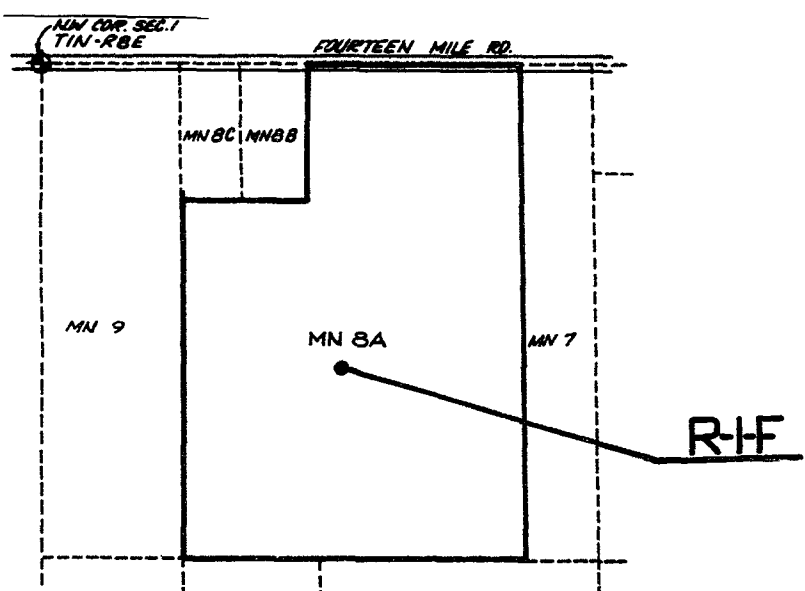 NW COR. SEC. 1
T1N-R8E
FOURTEEN MILE RD.
MN 8C
MN 8B
MN 9
MN 8A
MN 7
R-1-F